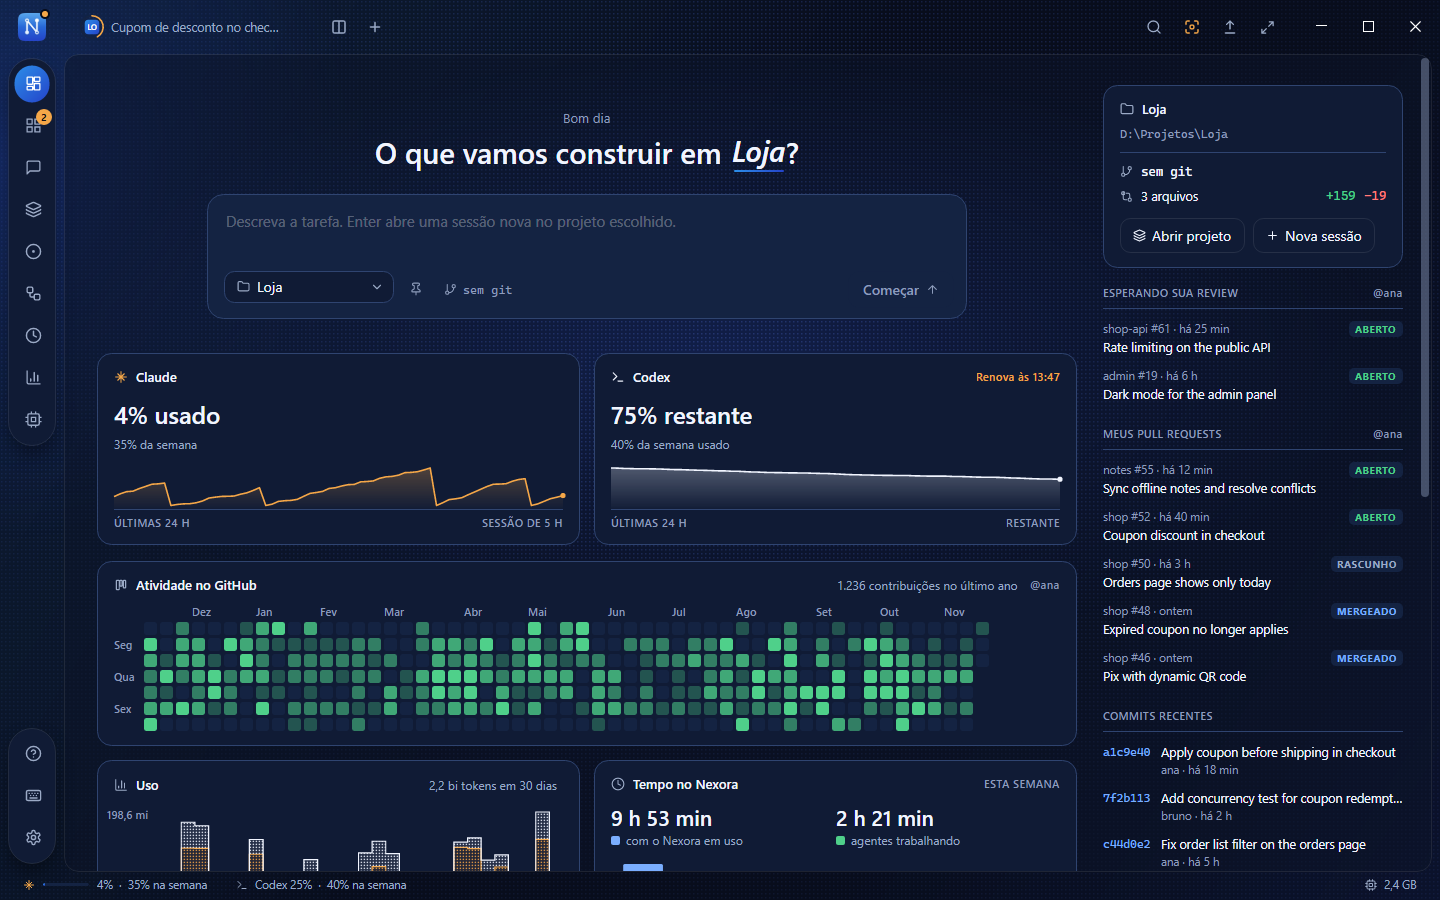 LO Cupom de desconto no chec...
2
Bom dia
O que vamos construir em Loja?
Descreva a tarefa. Enter abre uma sessão nova no projeto escolhido.
Loja
sem git
Começar
Claude
4% usado
35% da semana
ÚLTIMAS 24 H
SESSÃO DE 5 H
Codex
Renova às 13:47
75% restante
40% da semana usado
ÚLTIMAS 24 H
RESTANTE
Atividade no GitHub
1.236 contribuições no último ano @ana
Dez Jan Fev Mar Abr Mai Jun Jul Ago Set Out Nov
Seg
Qua
Sex
Uso
2,2 bi tokens em 30 dias
198,6 mi
Tempo no Nexora
ESTA SEMANA
9 h 53 min
com o Nexora em uso
2 h 21 min
agentes trabalhando
Loja
D:\Projetos\Loja
sem git
3 arquivos +159 −19
Abrir projeto
Nova sessão
ESPERANDO SUA REVIEW @ana
shop-api #61 · há 25 min ABERTO
Rate limiting on the public API
admin #19 · há 6 h ABERTO
Dark mode for the admin panel
MEUS PULL REQUESTS @ana
notes #55 · há 12 min ABERTO
Sync offline notes and resolve conflicts
shop #52 · há 40 min ABERTO
Coupon discount in checkout
shop #50 · há 3 h RASCUNHO
Orders page shows only today
shop #48 · ontem MERGEADO
Expired coupon no longer applies
shop #46 · ontem MERGEADO
Pix with dynamic QR code
COMMITS RECENTES
a1c9e40 Apply coupon before shipping in checkout
ana · há 18 min
7f2b113 Add concurrency test for coupon redempt...
bruno · há 2 h
c44d0e2 Fix order list filter on the orders page
ana · há 5 h
4% · 35% na semana
Codex 25% · 40% na semana
2,4 GB